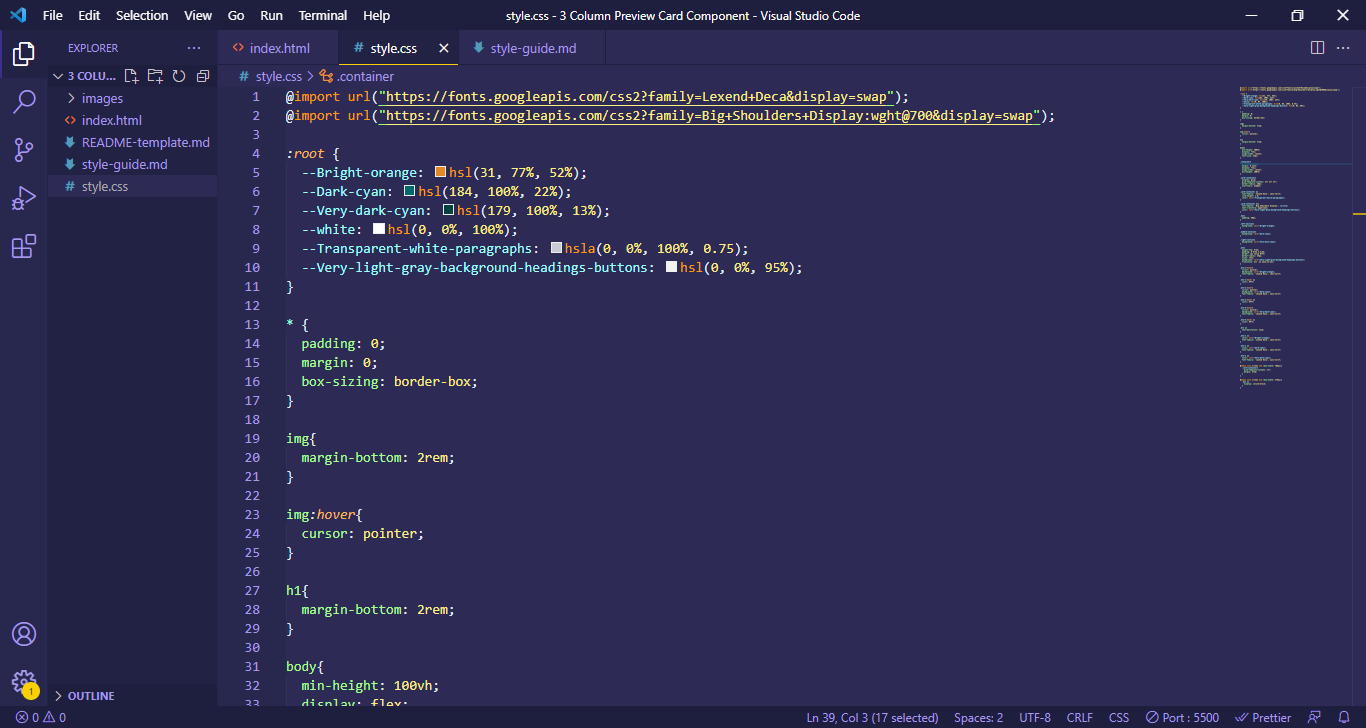 File Edit Selection View Go Run Terminal Help
style.css - 3 Column Preview Card Component - Visual Studio Code
EXPLORER
3 COLU...
images
index.html
README-template.md
style-guide.md
style.css
OUTLINE
index.html
style.css
style-guide.md
style.css > .container
1 @import url("https://fonts.googleapis.com/css2?family=Lexend+Deca&display=swap");
2 @import url("https://fonts.googleapis.com/css2?family=Big+Shoulders+Display:wght@700&display=swap");
3
4 :root {
5 --Bright-orange: hsl(31, 77%, 52%);
6 --Dark-cyan: hsl(184, 100%, 22%);
7 --Very-dark-cyan: hsl(179, 100%, 13%);
8 --white: hsl(0, 0%, 100%);
9 --Transparent-white-paragraphs: hsla(0, 0%, 100%, 0.75);
10 --Very-light-gray-background-headings-buttons: hsl(0, 0%, 95%);
11 }
12
13 * {
14 padding: 0;
15 margin: 0;
16 box-sizing: border-box;
17 }
18
19 img{
20 margin-bottom: 2rem;
21 }
22
23 img:hover{
24 cursor: pointer;
25 }
26
27 h1{
28 margin-bottom: 2rem;
29 }
30
31 body{
32 min-height: 100vh;
33 display: flex;
1
0 0
Ln 39, Col 3 (17 selected) Spaces: 2 UTF-8 CRLF CSS Port : 5500 Prettier